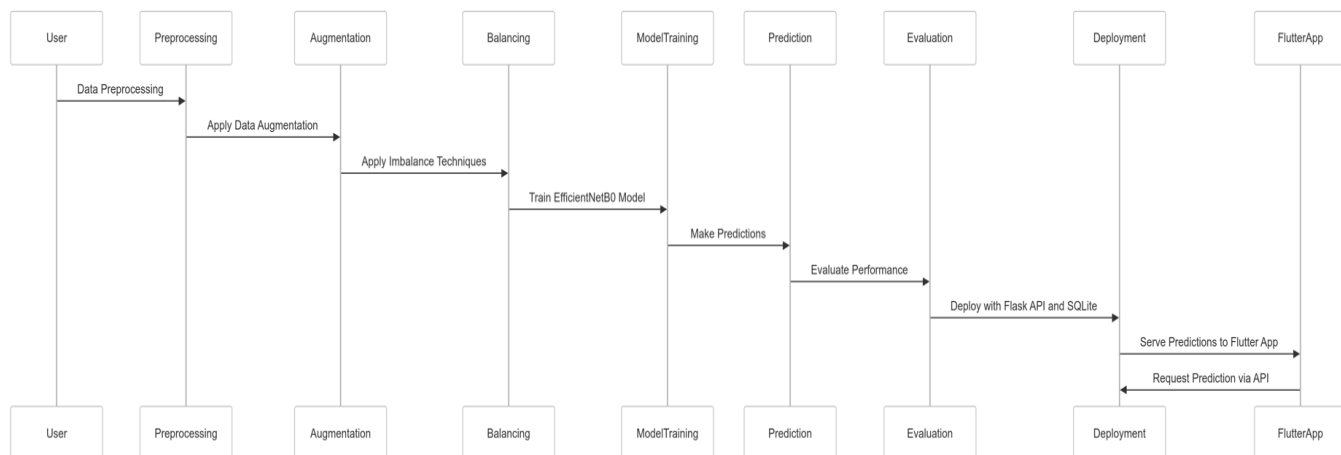 User Preprocessing Augmentation Balancing ModelTraining Prediction Evaluation Deployment FlutterApp
Data Preprocessing
Apply Data Augmentation
Apply Imbalance Techniques
Train EfficientNetB0 Model
Make Predictions
Evaluate Performance
Deploy with Flask API and SQLite
Serve Predictions to Flutter App
Request Prediction via API
User Preprocessing Augmentation Balancing ModelTraining Prediction Evaluation Deployment FlutterApp